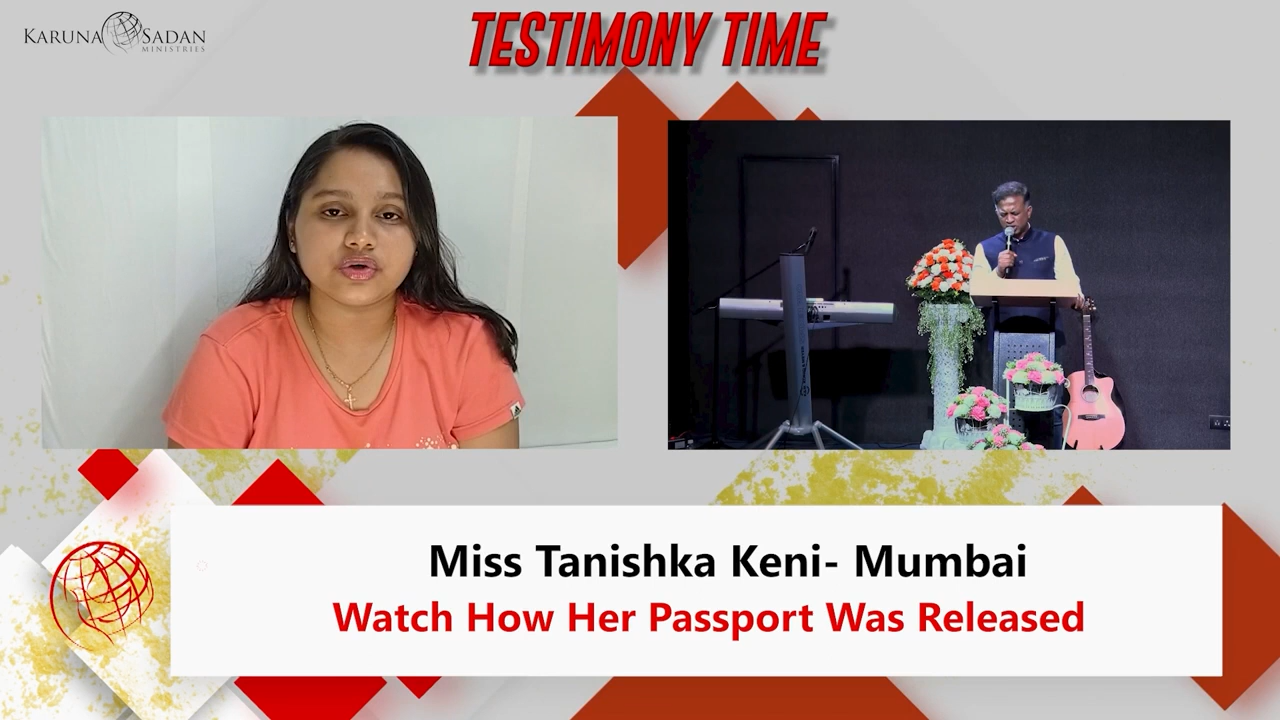 KARUNA SADAN
MINISTRIES
TESTIMONY TIME
Miss Tanishka Keni- Mumbai
Watch How Her Passport Was Released